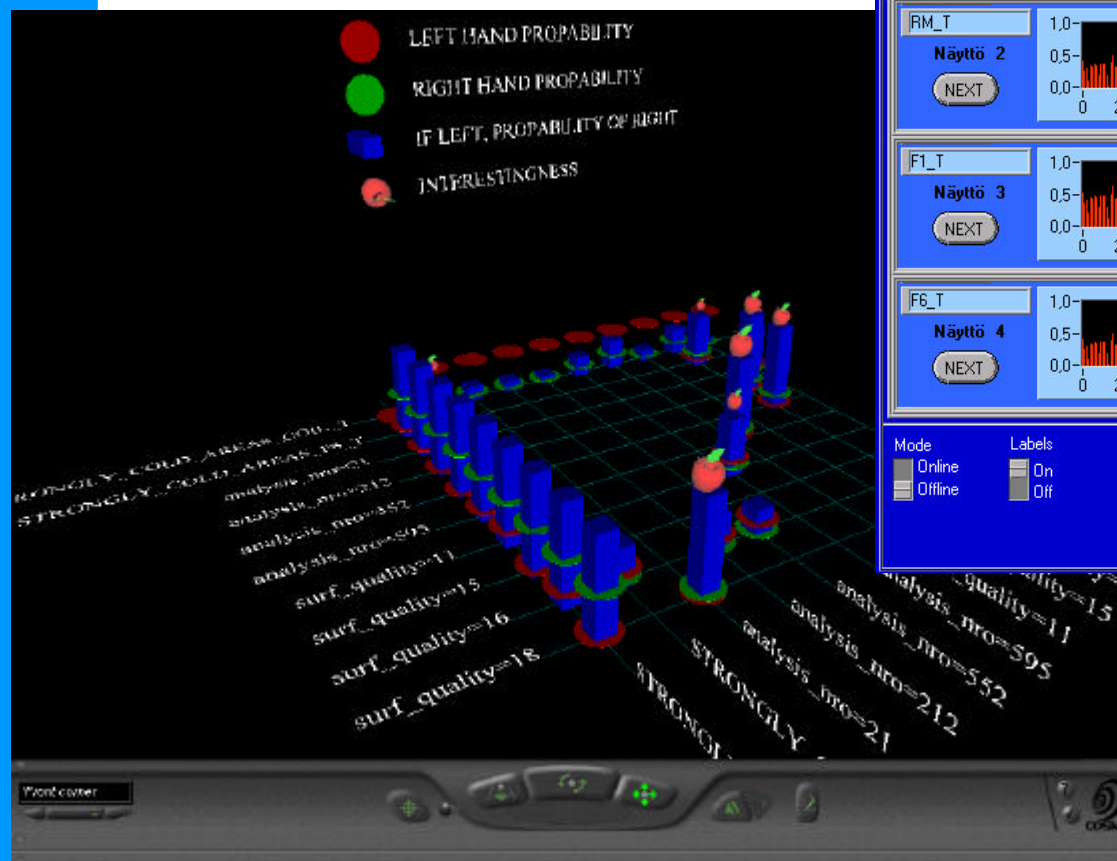 LEFT HAND PROPABILITY
RIGHT HAND PROPABILITY
IF LEFT, PROPABILITY OF RIGHT
INTERESTINGNESS
RONGLY_COLD_AREAS_COIL_T
STRONGLY_COLD_AREAS
analysis_nro=21
analysis_nro=212
analysis_nro=552
analysis_nro=595
surf_quality=11
surf_quality=15
surf_quality=16
surf_quality=18
STRONGL
STRONGLY
analysis_nro=21
analysis_nro=212
analysis_nro=552
analysis_nro=595
quality=11
ality=15
RM_T
Näyttö 2
NEXT
1,0
0,5
0,0
0
F1_T
Näyttö 3
NEXT
1,0
0,5
0,0
0
F6_T
Näyttö 4
NEXT
1,0
0,5
0,0
0
Mode
Labels
Online
On
Offline
Off
Front corner